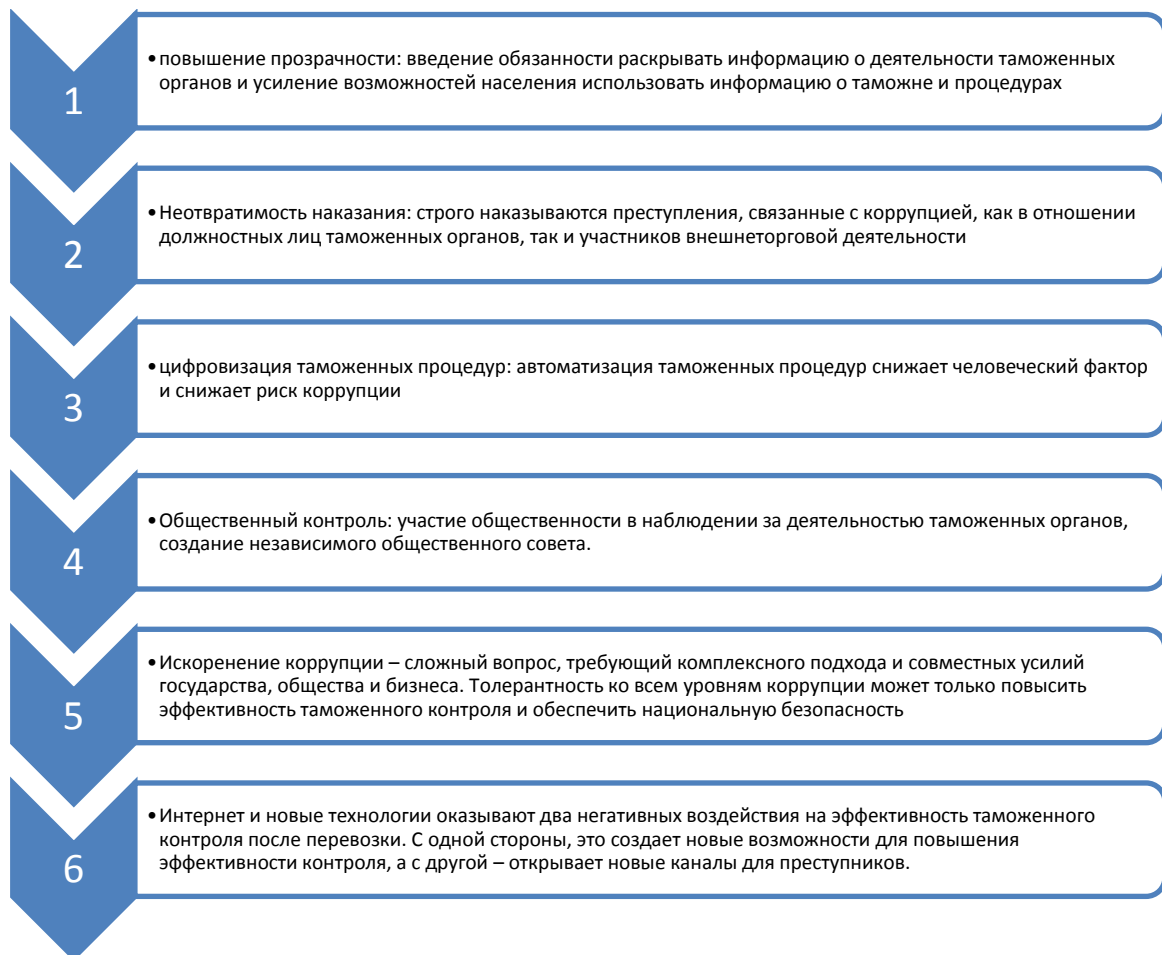 1
•повышение прозрачности: введение обязанности раскрывать информацию о деятельности таможенных
органов и усиление возможностей населения использовать информацию о таможне и процедурах
2
•Неотвратимость наказания: строго наказываются преступления, связанные с коррупцией, как в отношении
должностных лиц таможенных органов, так и участников внешнеторговой деятельности
3
•цифровизация таможенных процедур: автоматизация таможенных процедур снижает человеческий фактор
и снижает риск коррупции
4
•Общественный контроль: участие общественности в наблюдении за деятельностью таможенных органов,
создание независимого общественного совета.
5
•Искоренение коррупции – сложный вопрос, требующий комплексного подхода и совместных усилий
государства, общества и бизнеса. Толерантность ко всем уровням коррупции может только повысить
эффективность таможенного контроля и обеспечить национальную безопасность
6
•Интернет и новые технологии оказывают два негативных воздействия на эффективность таможенного
контроля после перевозки. С одной стороны, это создает новые возможности для повышения
эффективности контроля, а с другой – открывает новые каналы для преступников.